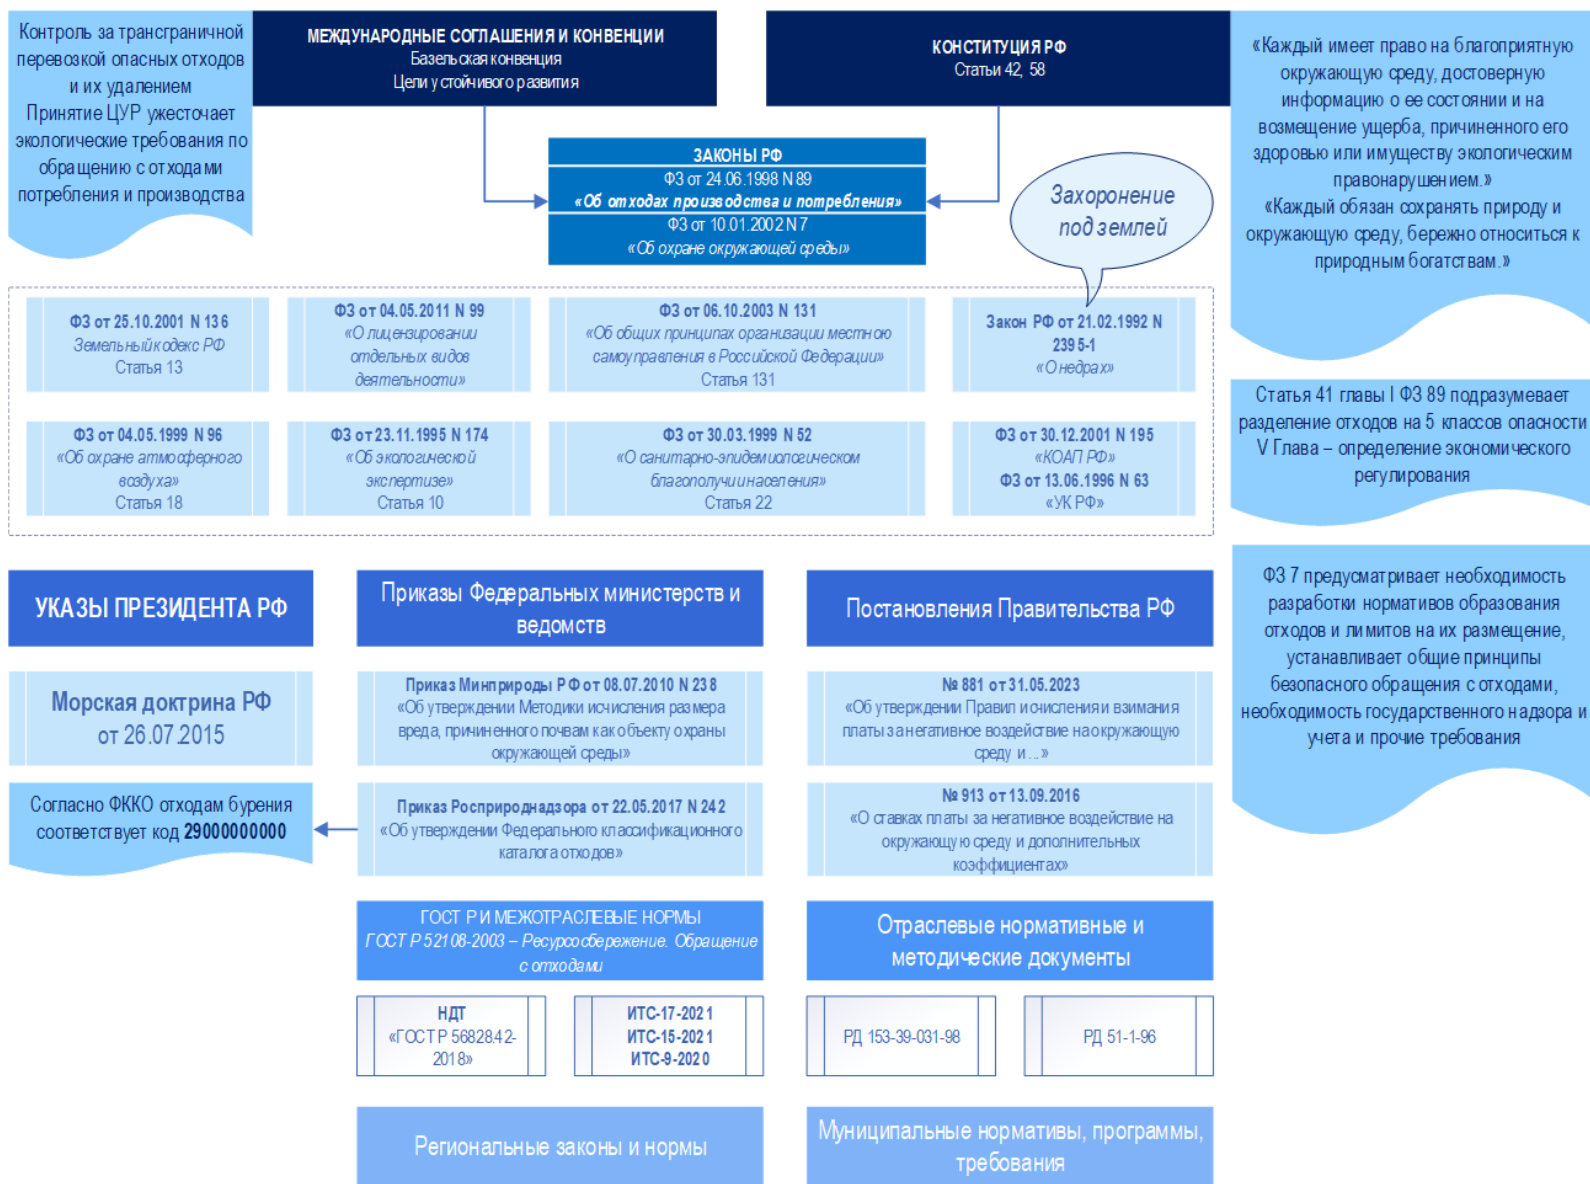 Контроль за трансграничной
перевозкой опасных отходов
и их удалением
Принятие ЦУР ужесточает
экологические требования по
обращению с отходами
потребления и производства
МЕЖДУНАРОДНЫЕ СОГЛАШЕНИЯ И КОНВЕНЦИИ
Базельская конвенция
Цели устойчивого развития
КОНСТИТУЦИЯ РФ
Статьи 42, 58
«Каждый имеет право на благоприятную
окружающую среду, достоверную
информацию о ее состоянии и на
возмещение ущерба, причиненного его
здоровью или имуществу экологическим
правонарушением.»
«Каждый обязан сохранять природу и
окружающую среду, бережно относиться к
природным богатствам.»
ЗАКОНЫ РФ
ФЗ от 24.06.1998 N 89
«Об отходах производства и потребления»
ФЗ от 10.01.2002 N 7
«Об охране окружающей среды»
Захоронение
под землей
ФЗ от 25.10.2001 N 136
Земельный кодекс РФ
Статья 13
ФЗ от 04.05.2011 N 99
«О лицензировании
отдельных видов
деятельности»
ФЗ от 06.10.2003 N 131
«Об общих принципах организации местною
самоуправления в Российской Федерации»
Статья 131
Закон РФ от 21.02.1992 N
2395-1
«О недрах»
ФЗ от 04.05.1999 N 96
«Об охране атмосферного
воздуха»
Статья 18
ФЗ от 23.11.1995 N 174
«Об экологической
экспертизе»
Статья 10
ФЗ от 30.03.1999 N 52
«О санитарно-эпидемиологическом
благополучии населения»
Статья 22
ФЗ от 30.12.2001 N 195
«КОАП РФ»
ФЗ от 13.06.1996 N 63
«УК РФ»
Статья 41 главы I ФЗ 89 подразумевает
разделение отходов на 5 классов опасности
V Глава – определение экономического
регулирования
УКАЗЫ ПРЕЗИДЕНТА РФ
Приказы Федеральных министерств и
ведомств
Постановления Правительства РФ
ФЗ 7 предусматривает необходимость
разработки нормативов образования
отходов и лимитов на их размещение,
устанавливает общие принципы
безопасного обращения с отходами,
необходимость государственного надзора и
учета и прочие требования
Морская доктрина РФ
от 26.07.2015
Приказ Минприроды РФ от 08.07.2010 N 238
«Об утверждении Методики исчисления размера
вреда, причиненного почвам как объекту охраны
окружающей среды»
№ 881 от 31.05.2023
«Об утверждении Правил исчисления и взимания
платы за негативное воздействие на окружающую
среду и ... »
Согласно ФККО отходам бурения
соответствует код 29000000000
Приказ Росприроднадзора от 22.05.2017 N 242
«Об утверждении Федерального классификационного
каталога отходов»
№ 913 от 13.09.2016
«О ставках платы за негативное воздействие на
окружающую среду и дополнительных
коэффициентах»
ГОСТ Р И МЕЖОТРАСЛЕВЫЕ НОРМЫ
ГОСТ Р 52108-2003 – Ресурсосбережение. Обращение
с отходами
Отраслевые нормативные и
методические документы
НДТ
«ГОСТ Р 56828.42-
2018»
ИТС-17-2021
ИТС-15-2021
ИТС-9-2020
РД 153-39-031-98
РД 51-1-96
Региональные законы и нормы
Муниципальные нормативы, программы,
требования